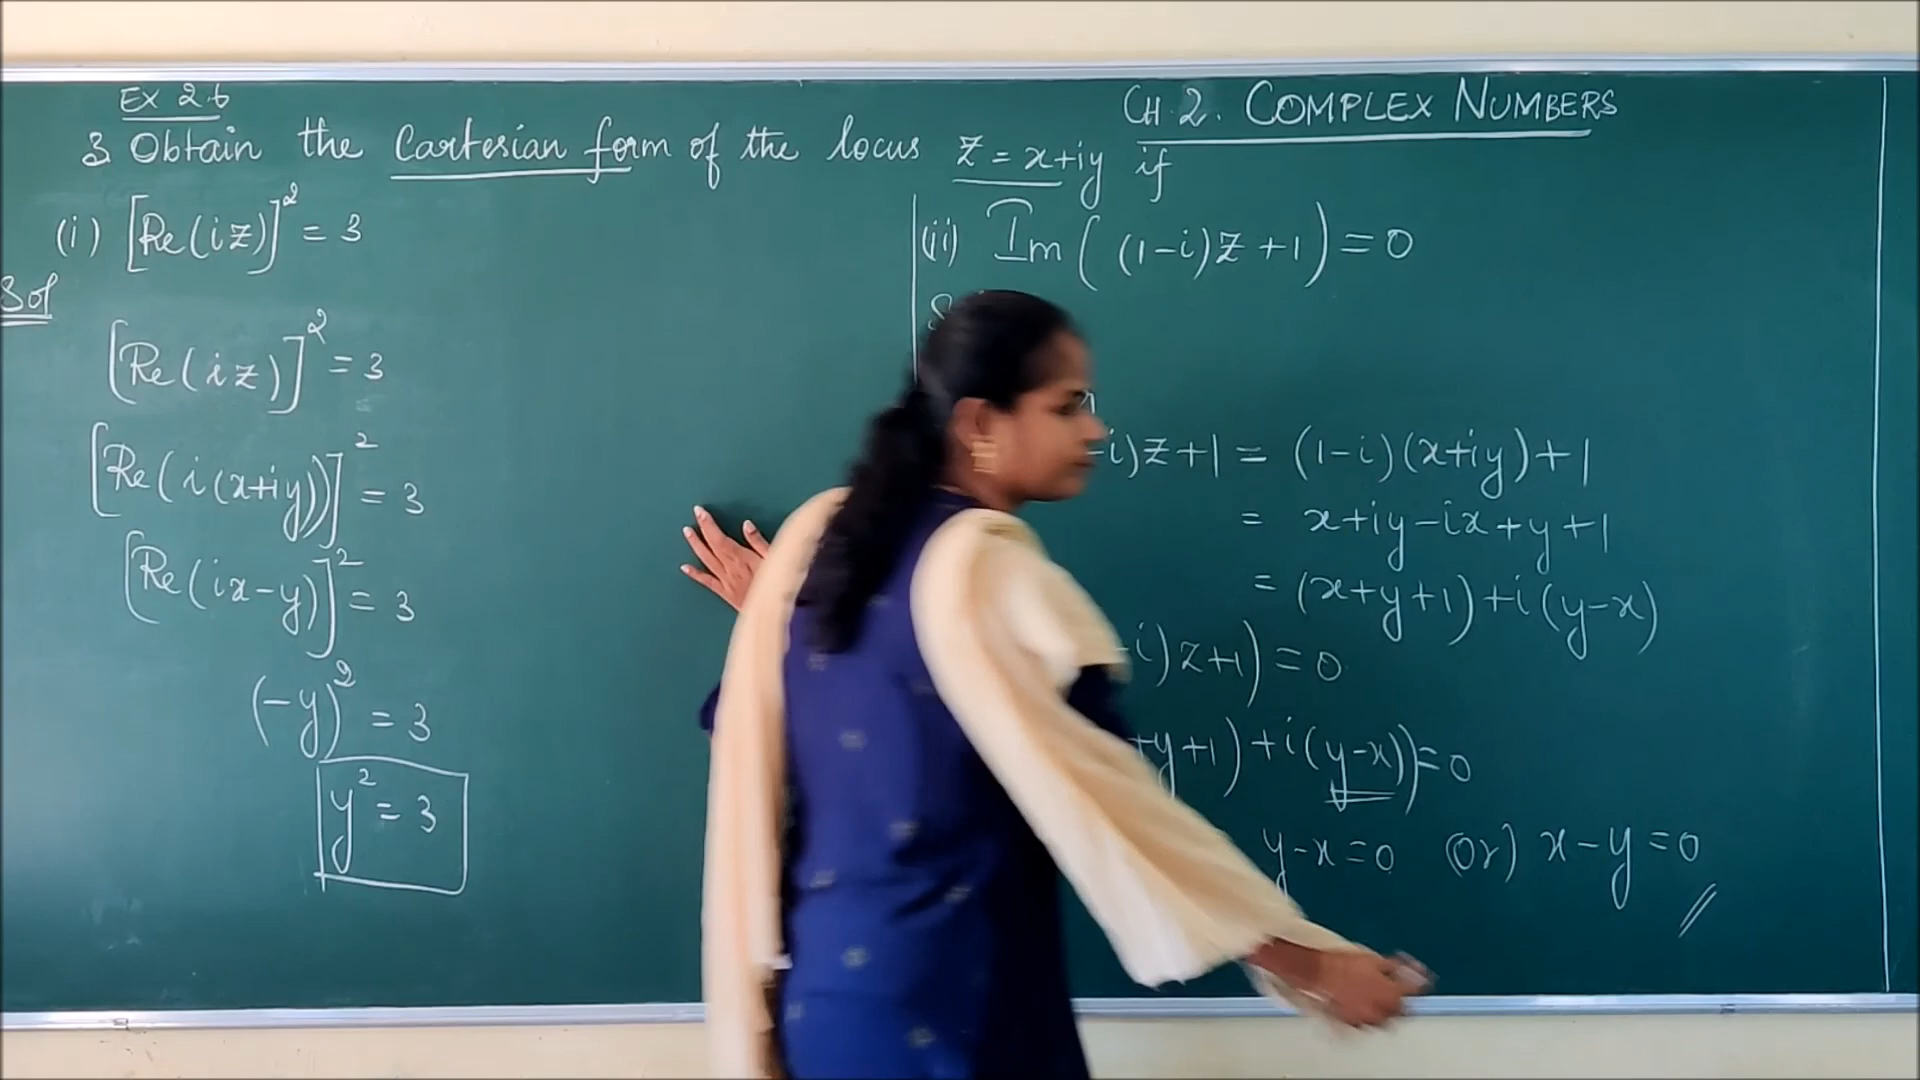 Ex 2.6
CH 2. COMPLEX NUMBERS
3 Obtain the Cartesian form of the locus z = x+iy if
(i) [Re(iz)]² = 3
Sol
[Re(iz)]² = 3
[Re(i(x+iy))]² = 3
[Re(ix-y)]² = 3
(-y)² = 3
y² = 3
(ii) Im((1-i)z+1) = 0
-i)z+1 = (1-i)(x+iy)+1
= x+iy-ix+y+1
= (x+y+1)+i(y-x)
-i)z+1) = 0
+y+1)+i(y-x)) = 0
y-x=0 (or) x-y=0